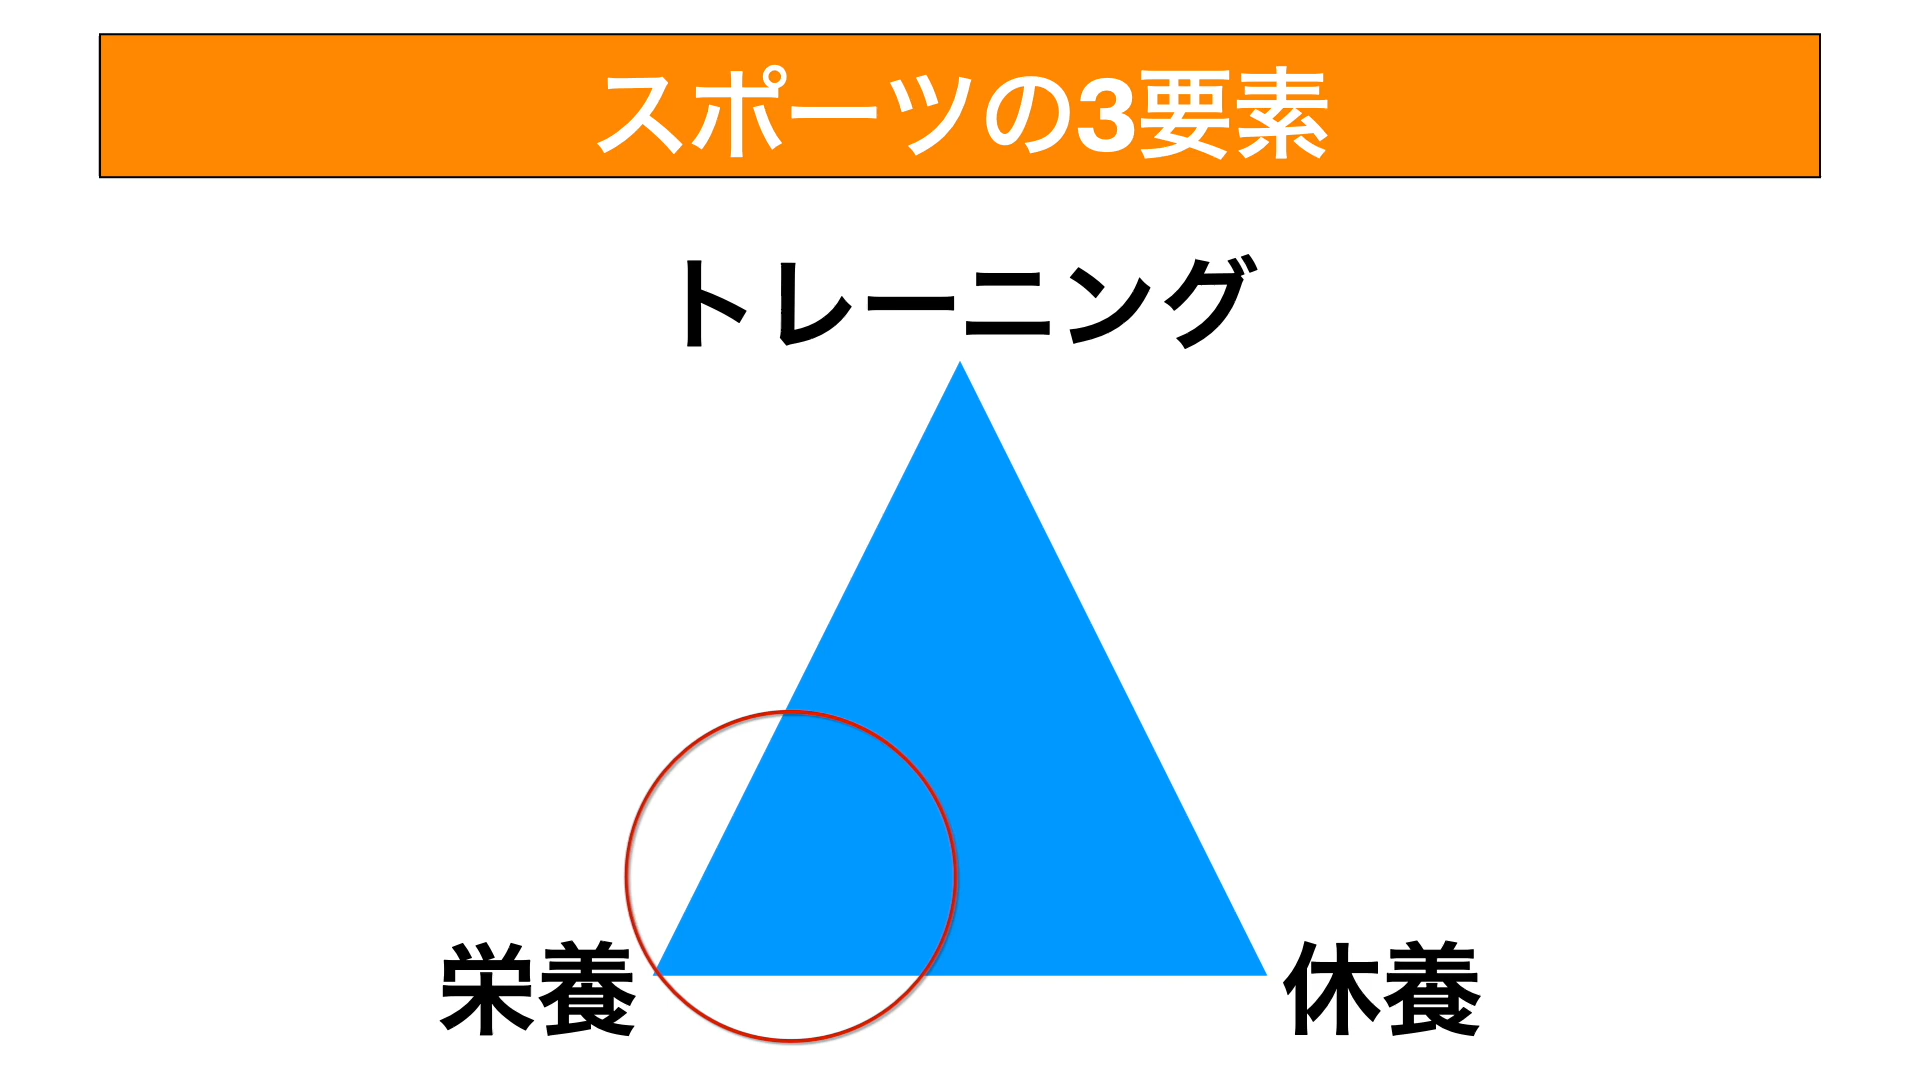 スポーツの3要素
トレーニング
栄養
休養